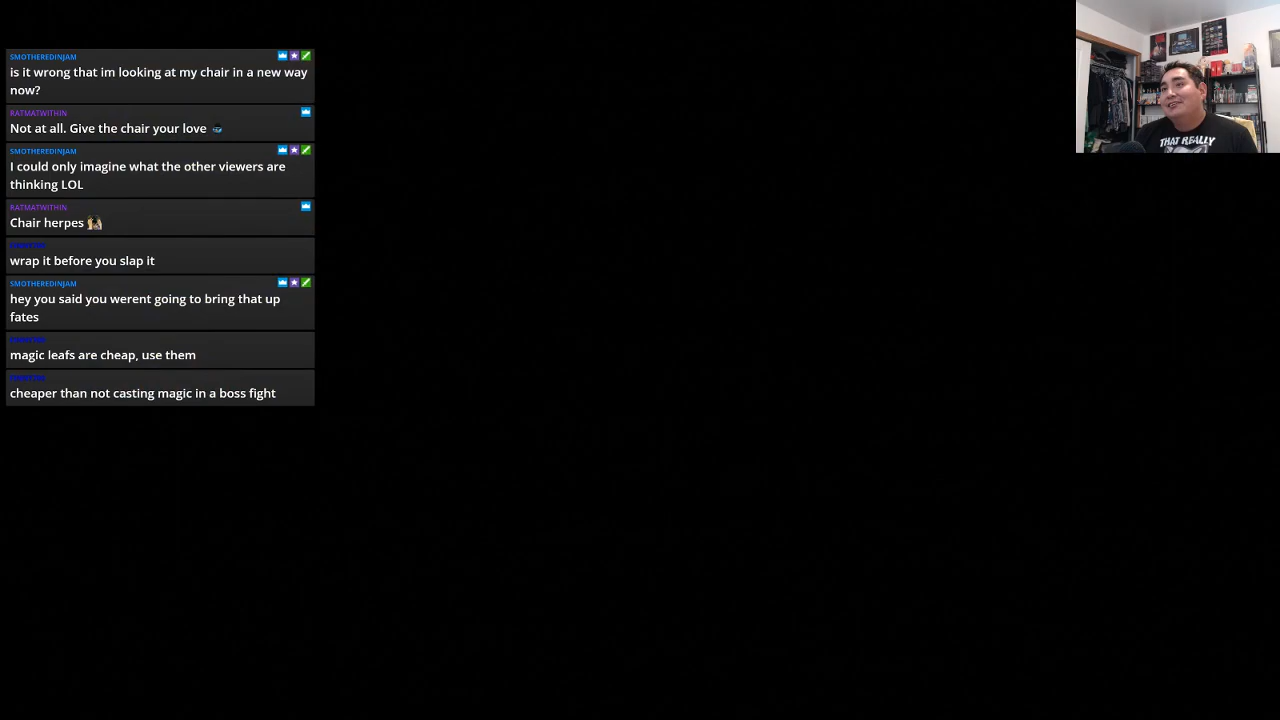 SMOTHEREDINJAM
is it wrong that im looking at my chair in a new way
now?
RATMATWITHIN
Not at all. Give the chair your love
SMOTHEREDINJAM
I could only imagine what the other viewers are
thinking LOL
RATMATWITHIN
Chair herpes
wrap it before you slap it
SMOTHEREDINJAM
hey you said you werent going to bring that up
fates
magic leafs are cheap, use them
cheaper than not casting magic in a boss fight
THAT REALLY